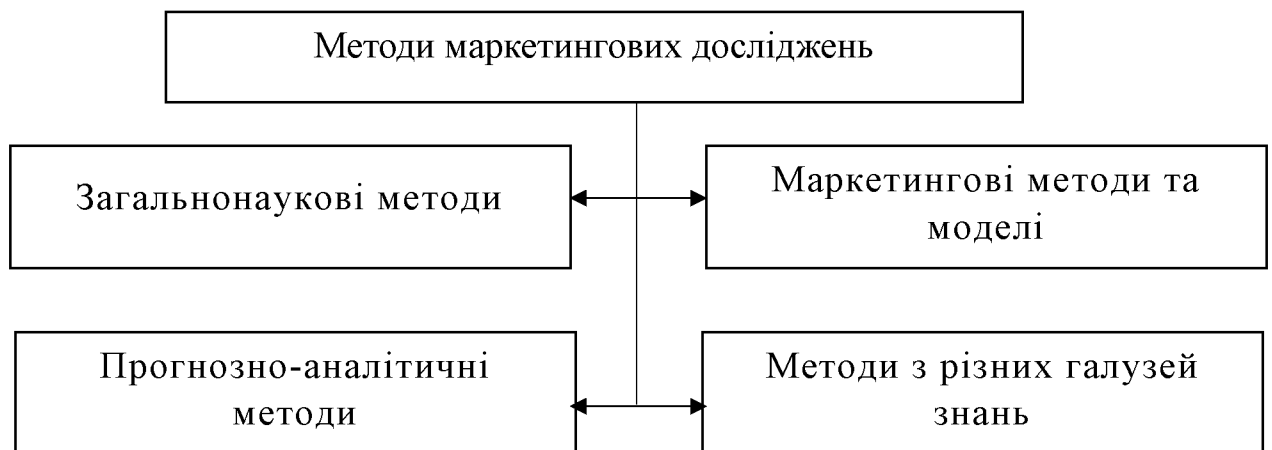 Методи маркетингових досліджень
Загальнонаукові методи
Маркетингові методи та
моделі
Прогнозно-аналітичні
методи
Методи з різних галузей
знань